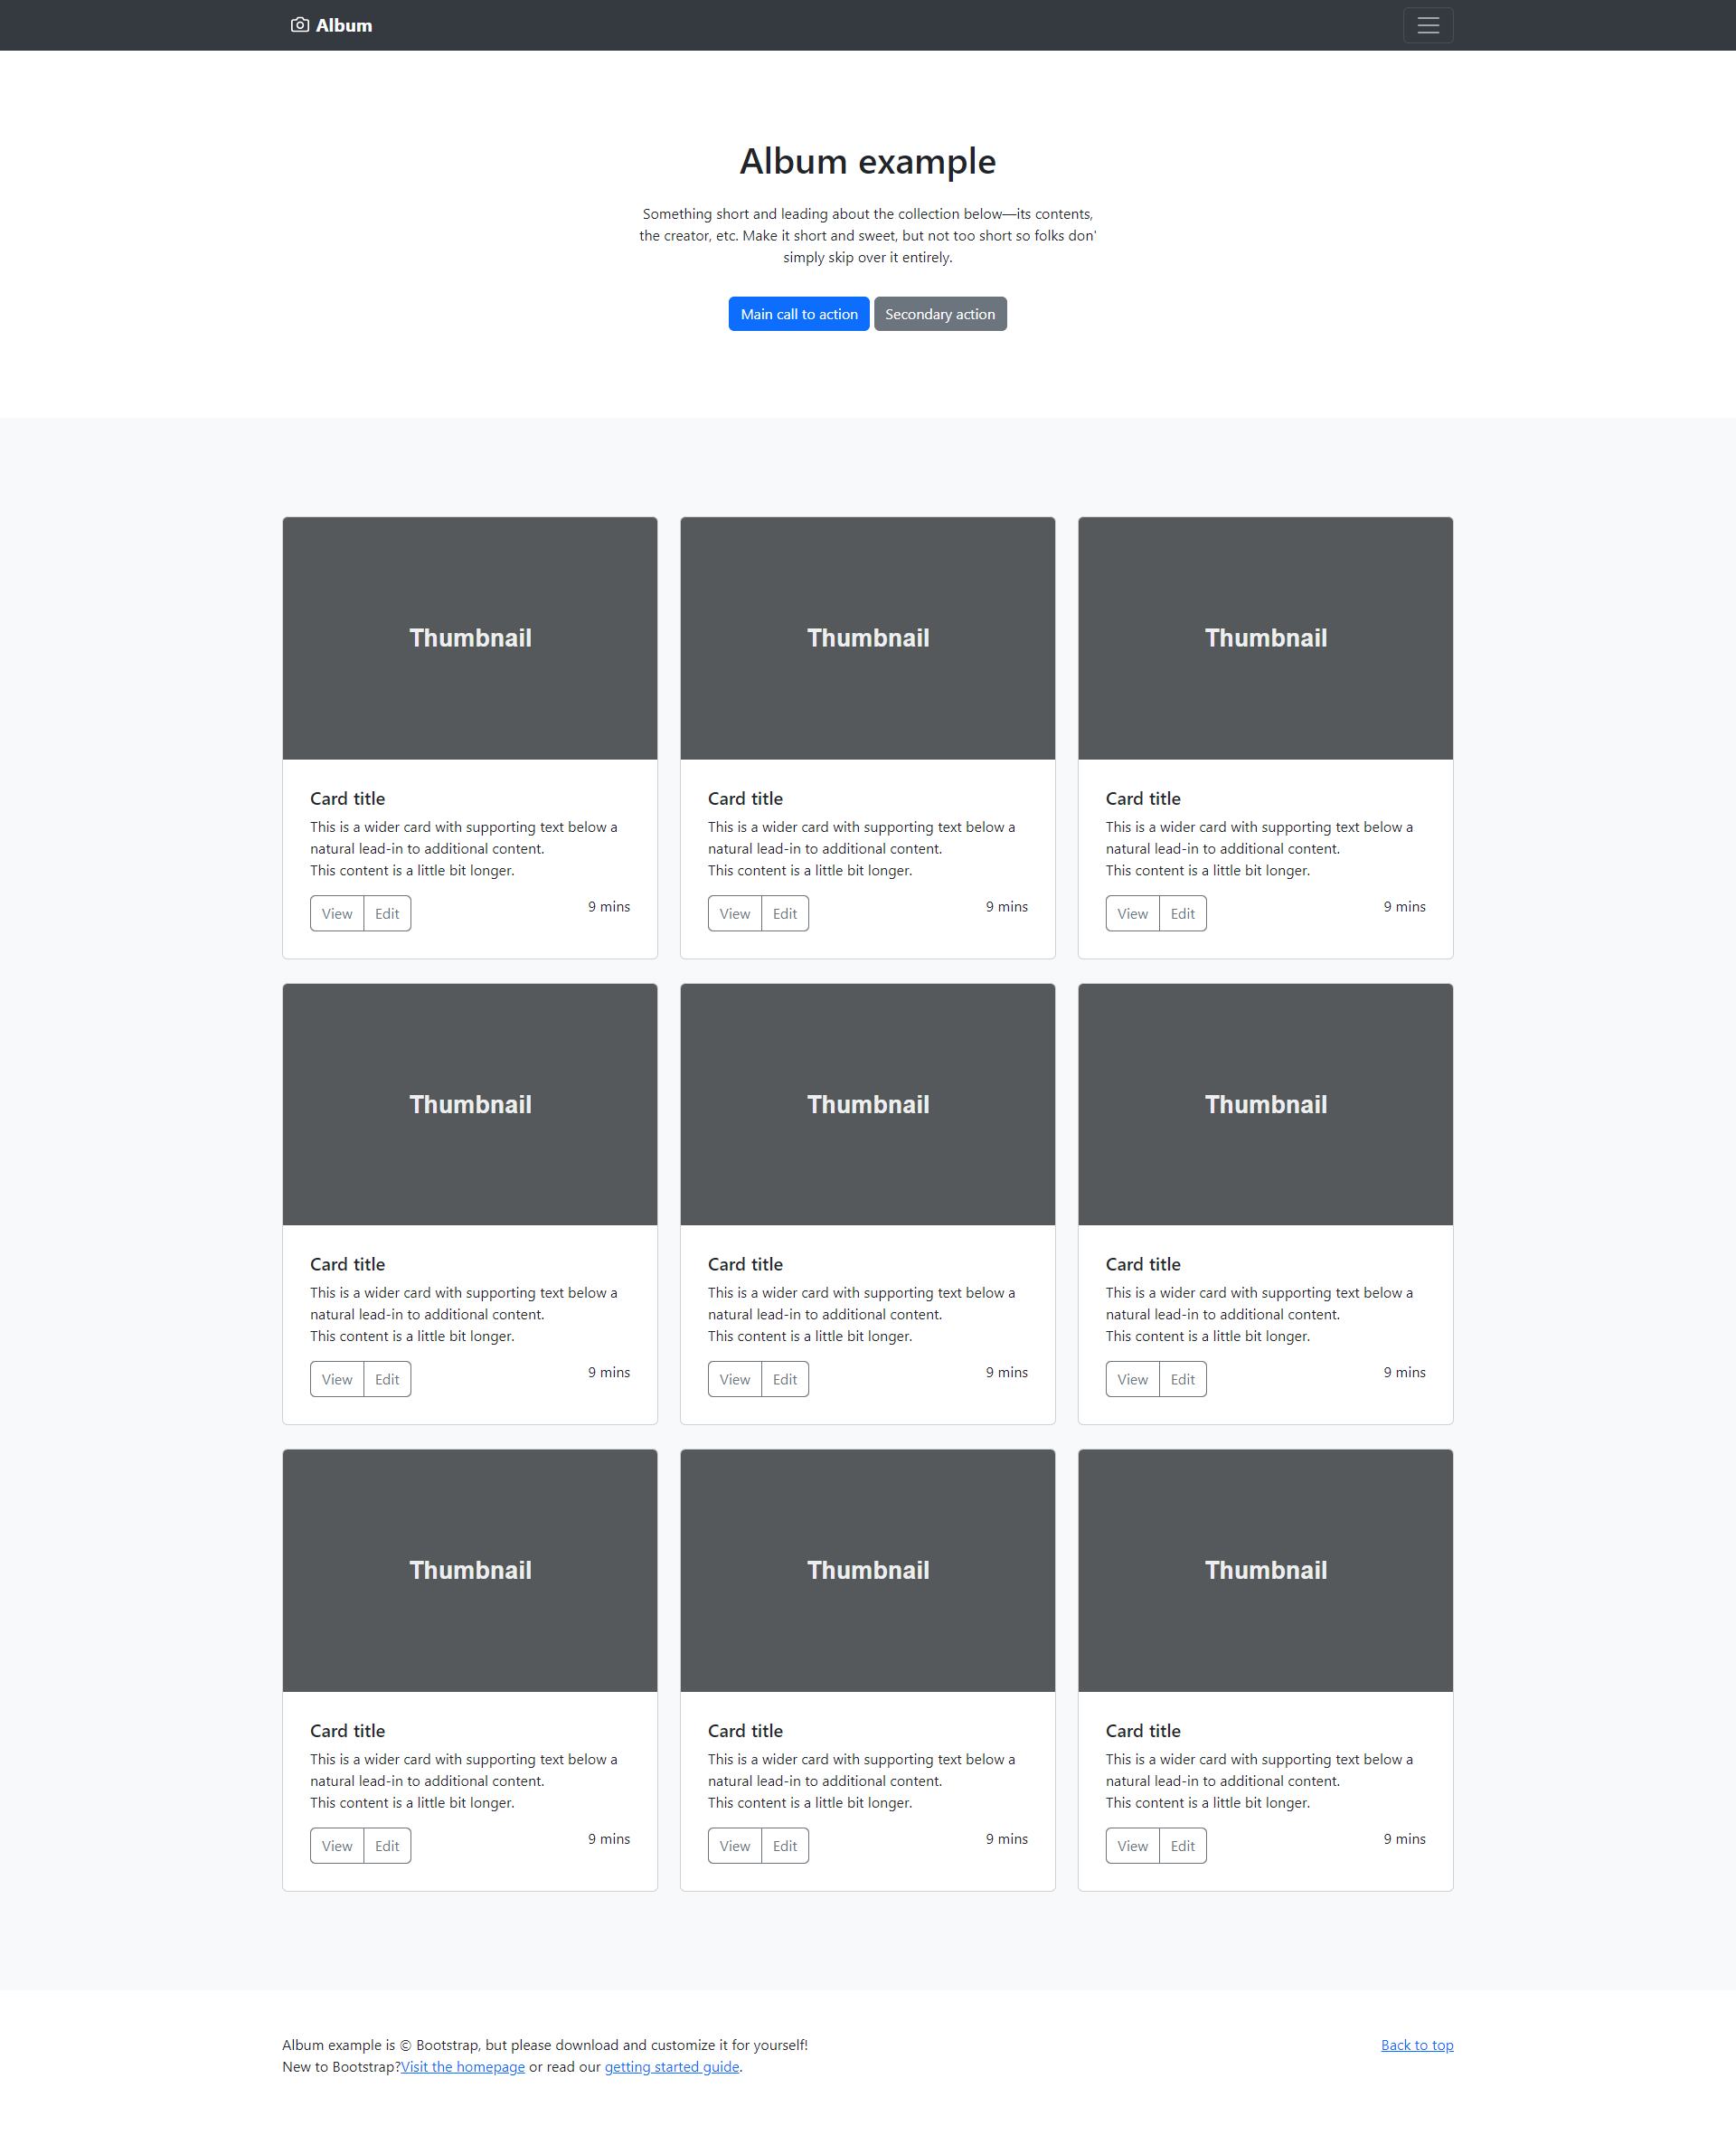 Album
Album example
Something short and leading about the collection below—its contents,
the creator, etc. Make it short and sweet, but not too short so folks don'
simply skip over it entirely.
Main call to action Secondary action
Thumbnail Thumbnail Thumbnail
Card title Card title Card title
This is a wider card with supporting text below a This is a wider card with supporting text below a This is a wider card with supporting text below a
natural lead-in to additional content. natural lead-in to additional content. natural lead-in to additional content.
This content is a little bit longer. This content is a little bit longer. This content is a little bit longer.
View Edit 9 mins View Edit 9 mins View Edit 9 mins
Thumbnail Thumbnail Thumbnail
Card title Card title Card title
This is a wider card with supporting text below a This is a wider card with supporting text below a This is a wider card with supporting text below a
natural lead-in to additional content. natural lead-in to additional content. natural lead-in to additional content.
This content is a little bit longer. This content is a little bit longer. This content is a little bit longer.
View Edit 9 mins View Edit 9 mins View Edit 9 mins
Thumbnail Thumbnail Thumbnail
Card title Card title Card title
This is a wider card with supporting text below a This is a wider card with supporting text below a This is a wider card with supporting text below a
natural lead-in to additional content. natural lead-in to additional content. natural lead-in to additional content.
This content is a little bit longer. This content is a little bit longer. This content is a little bit longer.
View Edit 9 mins View Edit 9 mins View Edit 9 mins
Album example is © Bootstrap, but please download and customize it for yourself! Back to top
New to Bootstrap?Visit the homepage or read our getting started guide.